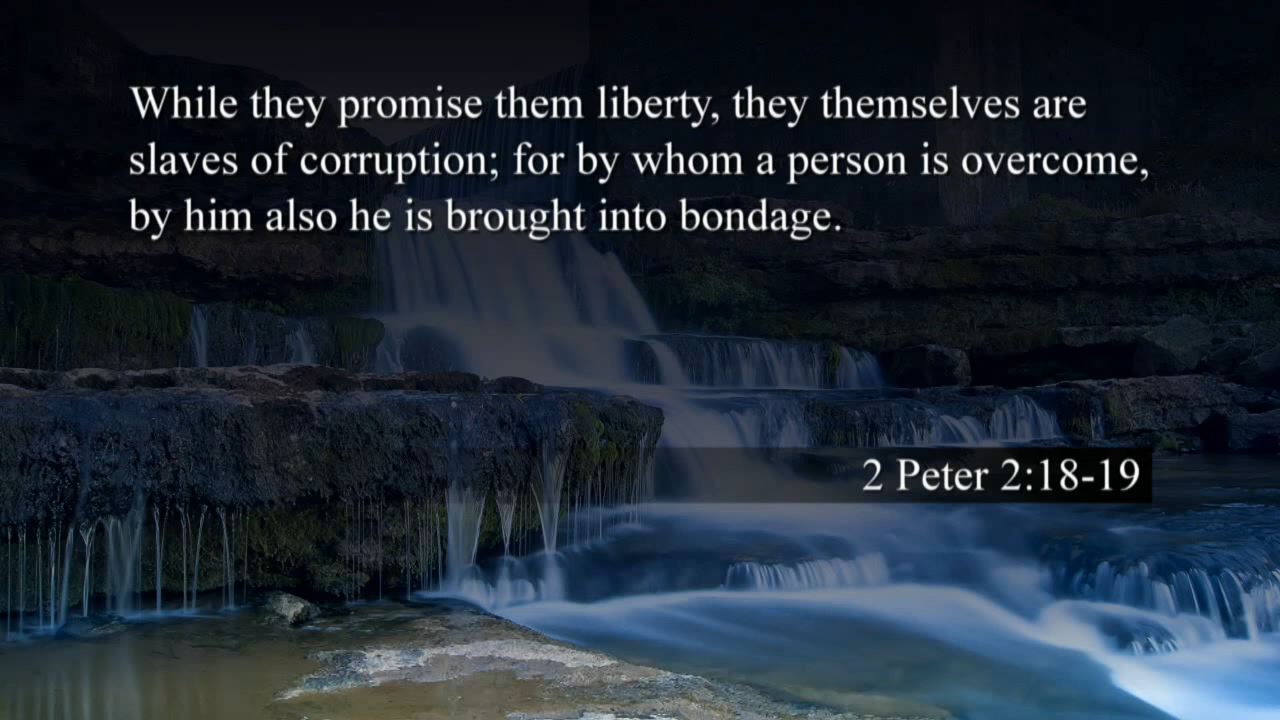 While they promise them liberty, they themselves are
slaves of corruption; for by whom a person is overcome,
by him also he is brought into bondage.
2 Peter 2:18-19